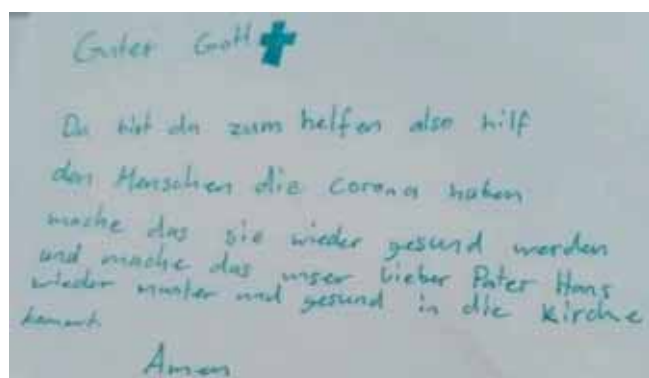 Guter Gott
Du bist da zum helfen also hilf
den Menschen die Corona haben
mache das sie wieder gesund werden
und mache das unser lieber Pater Hans
wieder munter und gesund in die Kirche
kommt
Amen